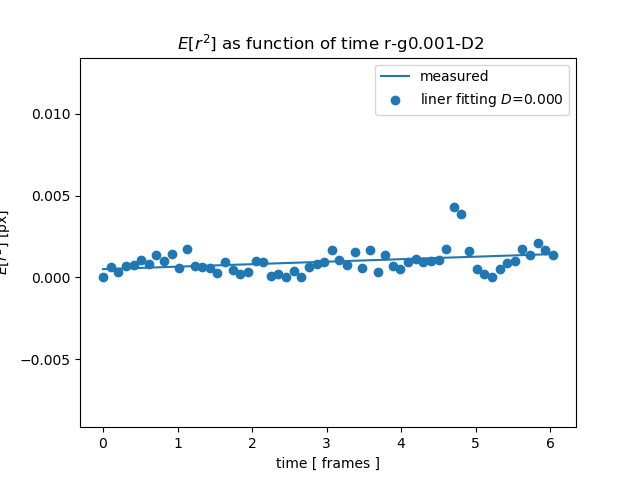 E[r²] as function of time r-g0.001-D2
measured
liner fitting D=0.000
0.010
0.005
0.000
−0.005
E[r²] [px]
0 1 2 3 4 5 6
time [ frames ]